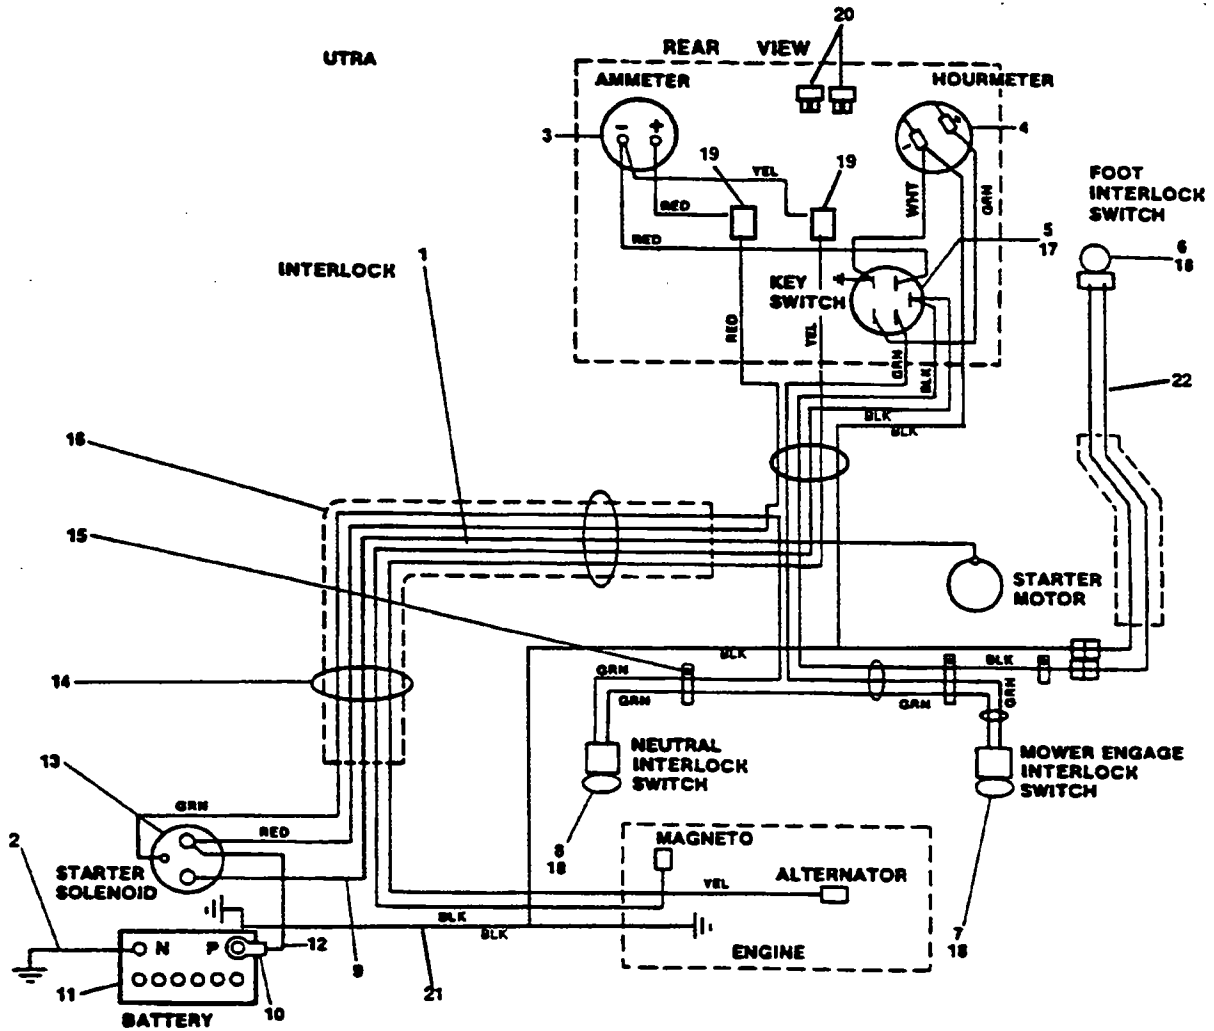 20
UTRA
REAR VIEW
AMMETER
HOURMETER
3
- +
4
19
19
YEL
RED
WHT
GRN
FOOT
INTERLOCK
SWITCH
RED
5
17
6
18
1
INTERLOCK
KEY
SWITCH
RED
YEL
GRN
BLK
22
BLK
BLK
16
15
STARTER
MOTOR
BLK
BLK
14
GRN
GRN
GRN
GRN
NEUTRAL
INTERLOCK
SWITCH
MOWER ENGAGE
INTERLOCK
SWITCH
13
GRN
RED
2
8
18
MAGNETO
STARTER
SOLENOID
YEL
ALTERNATOR
BLK
BLK
7
18
N P
12
ENGINE
11
9
21
10
BATTERY